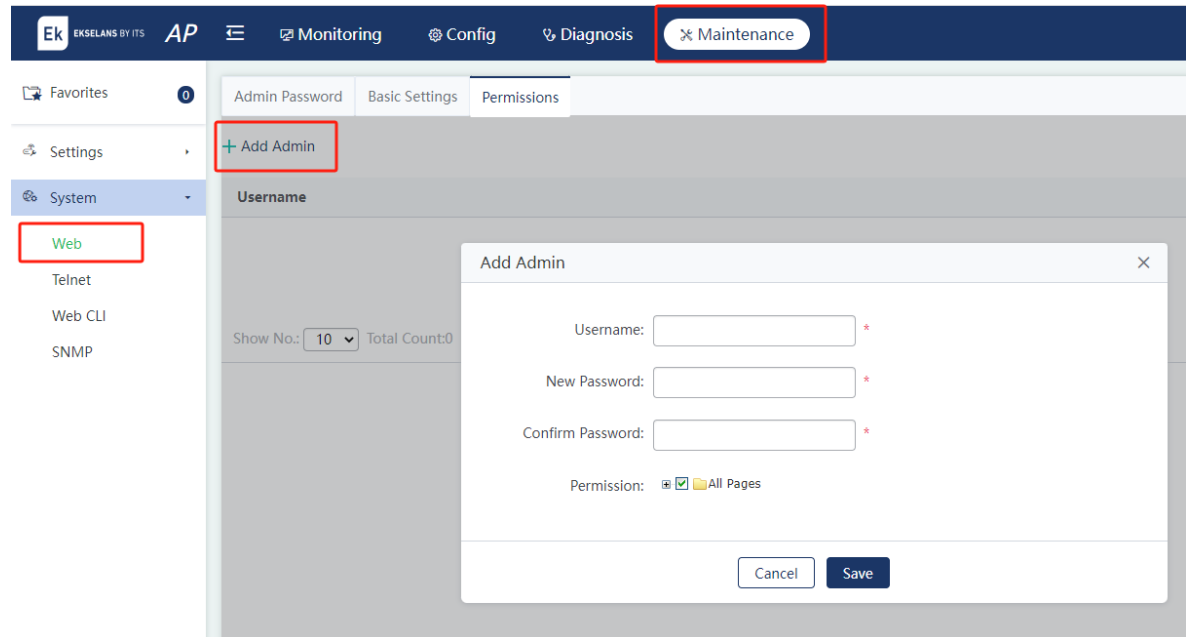 Ek EKSELANS BY ITS AP Monitoring Config Diagnosis Maintenance
Favorites 0
Settings
System
Web
Telnet
Web CLI
SNMP
Admin Password Basic Settings Permissions
+ Add Admin
Username
Show No.: 10 Total Count:0
Add Admin
Username: *
New Password: *
Confirm Password: *
Permission: All Pages
Cancel Save